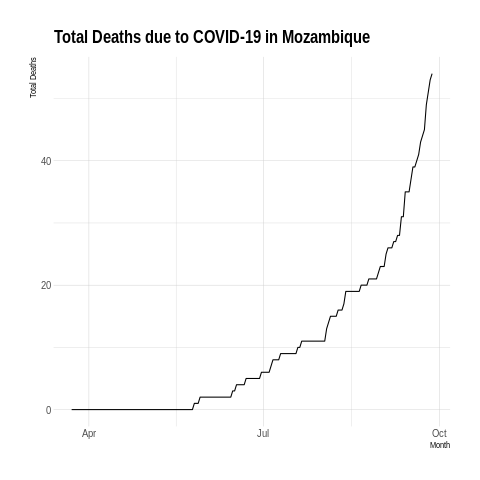 Total Deaths due to COVID-19 in Mozambique
Total Deaths
40
20
0
Apr Jul Oct
Month